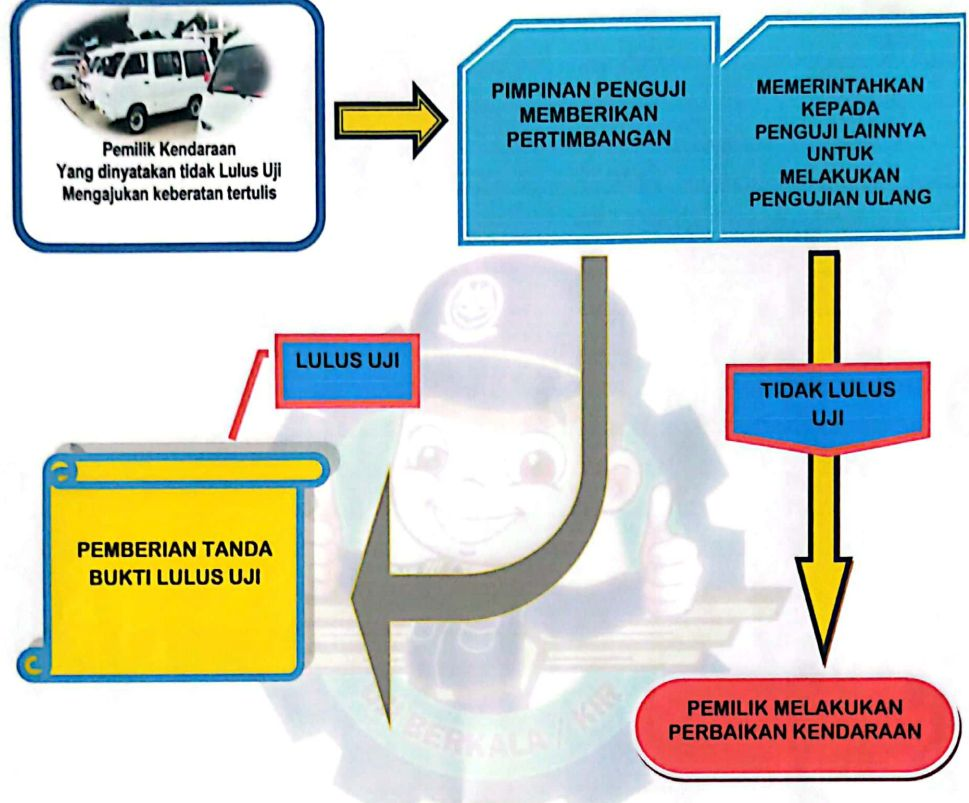 Pemilik Kendaraan
Yang dinyatakan tidak Lulus Uji
Mengajukan keberatan tertulis
PIMPINAN PENGUJI
MEMBERIKAN
PERTIMBANGAN
MEMERINTAHKAN
KEPADA
PENGUJI LAINNYA
UNTUK
MELAKUKAN
PENGUJIAN ULANG
LULUS UJI
TIDAK LULUS
UJI
PEMBERIAN TANDA
BUKTI LULUS UJI
PEMILIK MELAKUKAN
PERBAIKAN KENDARAAN
BERKALA / KIR